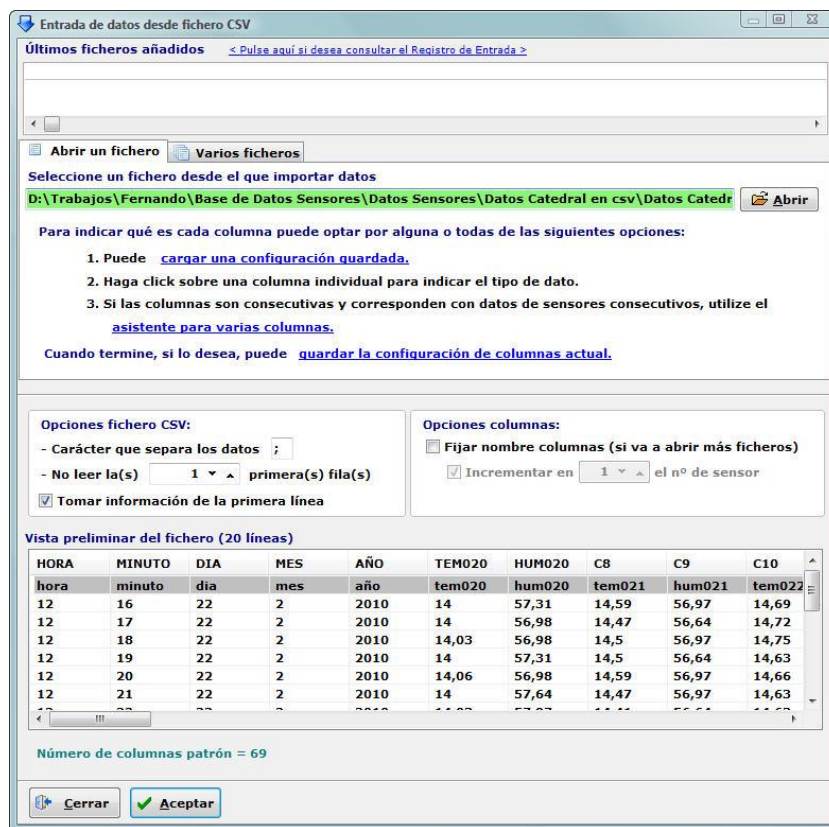 Entrada de datos desde fichero CSV
Últimos ficheros añadidos < Pulse aquí si desea consultar el Registro de Entrada >
Abrir un fichero Varios ficheros
Seleccione un fichero desde el que importar datos
D:\Trabajos\Fernando\Base de Datos Sensores\Datos Sensores\Datos Catedral en csv\Datos Catedr Abrir
Para indicar qué es cada columna puede optar por alguna o todas de las siguientes opciones:
1. Puede cargar una configuración guardada.
2. Haga click sobre una columna individual para indicar el tipo de dato.
3. Si las columnas son consecutivas y corresponden con datos de sensores consecutivos, utilize el
asistente para varias columnas.
Cuando termine, si lo desea, puede guardar la configuración de columnas actual.
Opciones fichero CSV: Opciones columnas:
- Carácter que separa los datos ; Fijar nombre columnas (si va a abrir más ficheros)
- No leer la(s) 1 primera(s) fila(s) Incrementar en 1 el nº de sensor
Tomar información de la primera línea
Vista preliminar del fichero (20 líneas)
HORA MINUTO DIA MES AÑO TEM020 HUM020 C8 C9 C10
hora minuto dia mes año tem020 hum020 tem021 hum021 tem022
12 16 22 2 2010 14 57,31 14,59 56,97 14,69
12 17 22 2 2010 14 56,98 14,47 56,64 14,72
12 18 22 2 2010 14,03 56,98 14,5 56,97 14,75
12 19 22 2 2010 14 57,31 14,5 56,64 14,63
12 20 22 2 2010 14,06 56,98 14,59 56,97 14,66
12 21 22 2 2010 14 57,64 14,47 56,97 14,63
Número de columnas patrón = 69
Cerrar Aceptar